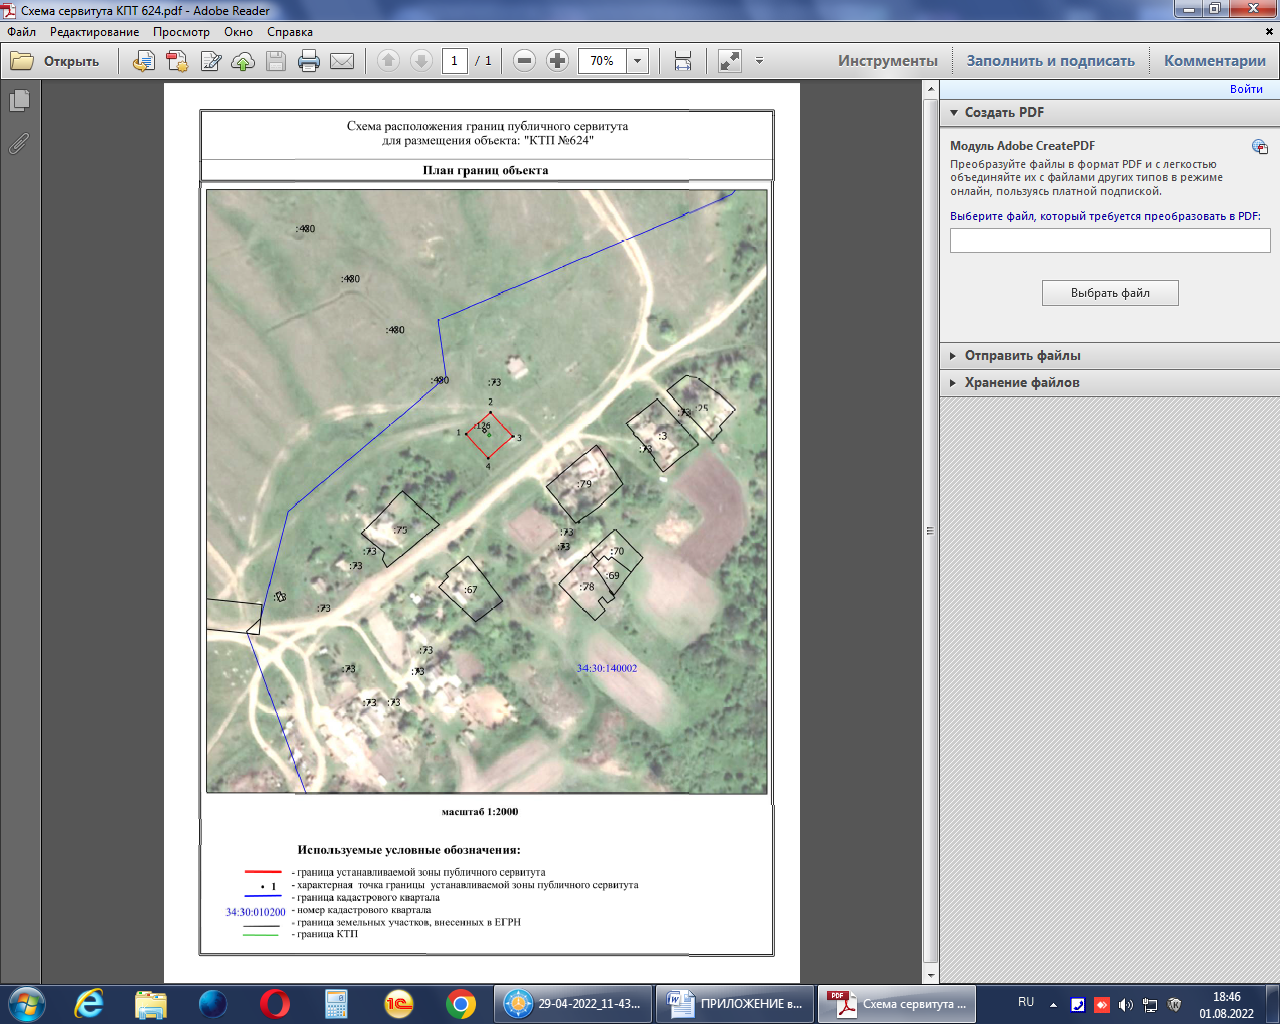 Схема сервитута КПТ 624.pdf - Adobe Reader
Файл Редактирование Просмотр Окно Справка
Открыть 1 / 1 70% Инструменты Заполнить и подписать Комментарии
Войти
Создать PDF
Модуль Adobe CreatePDF
Преобразуйте файлы в формат PDF и с легкостью
объединяйте их с файлами других типов в режиме
онлайн, пользуясь платной подпиской.
Выберите файл, который требуется преобразовать в PDF:
Выбрать файл
Отправить файлы
Хранение файлов
Схема расположения границ публичного сервитута
для размещения объекта: "КТП №624"
План границ объекта
:480
:480
:480
:480 :73
2
:126
1 3
4
:73 :25
:3
:73
:79
:75
:73
:73
:73
:73
:70
:69
:67 :78
:73
:73
:73
:73
:73
:73 :73
34:30:140002
масштаб 1:2000
Используемые условные обозначения:
- граница устанавливаемой зоны публичного сервитута
• 1 - характерная точка границы устанавливаемой зоны публичного сервитута
- граница кадастрового квартала
34:30:010200 - номер кадастрового квартала
- граница земельных участков, внесенных в ЕГРН
- граница КТП
29-04-2022_11-43... ПРИЛОЖЕНИЕ в... Схема сервитута ... RU 18:46
01.08.2022